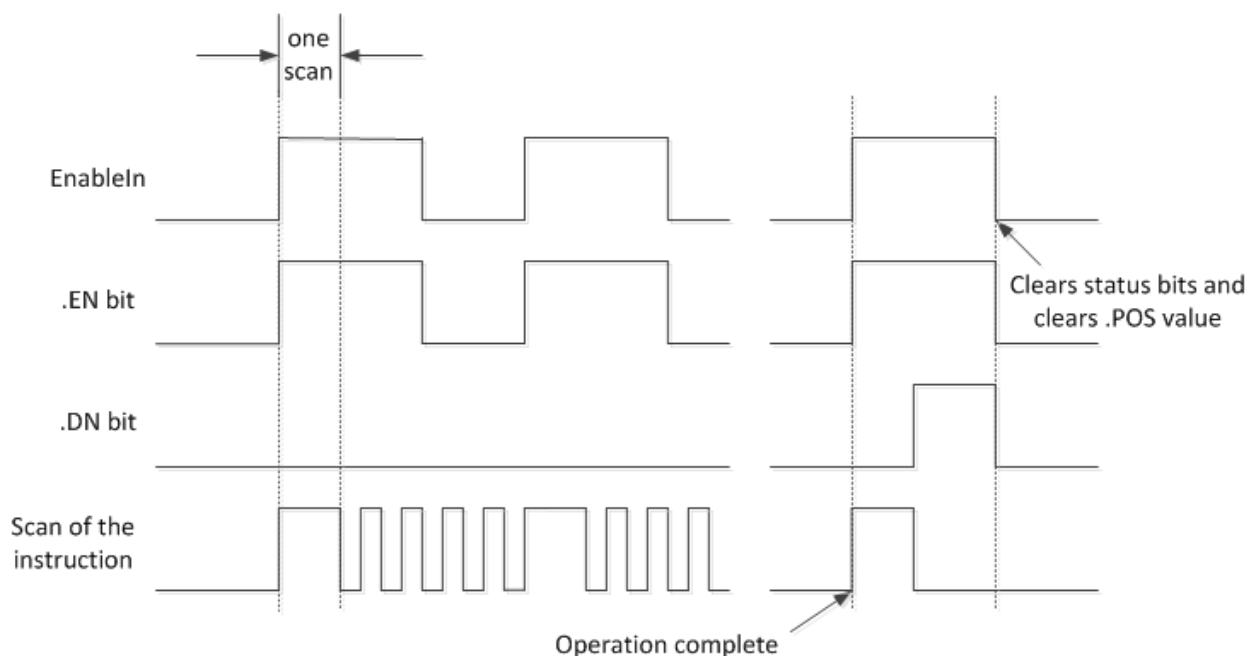 one
scan
EnableIn
.EN bit
Clears status bits and
clears .POS value
.DN bit
Scan of the
instruction
Operation complete